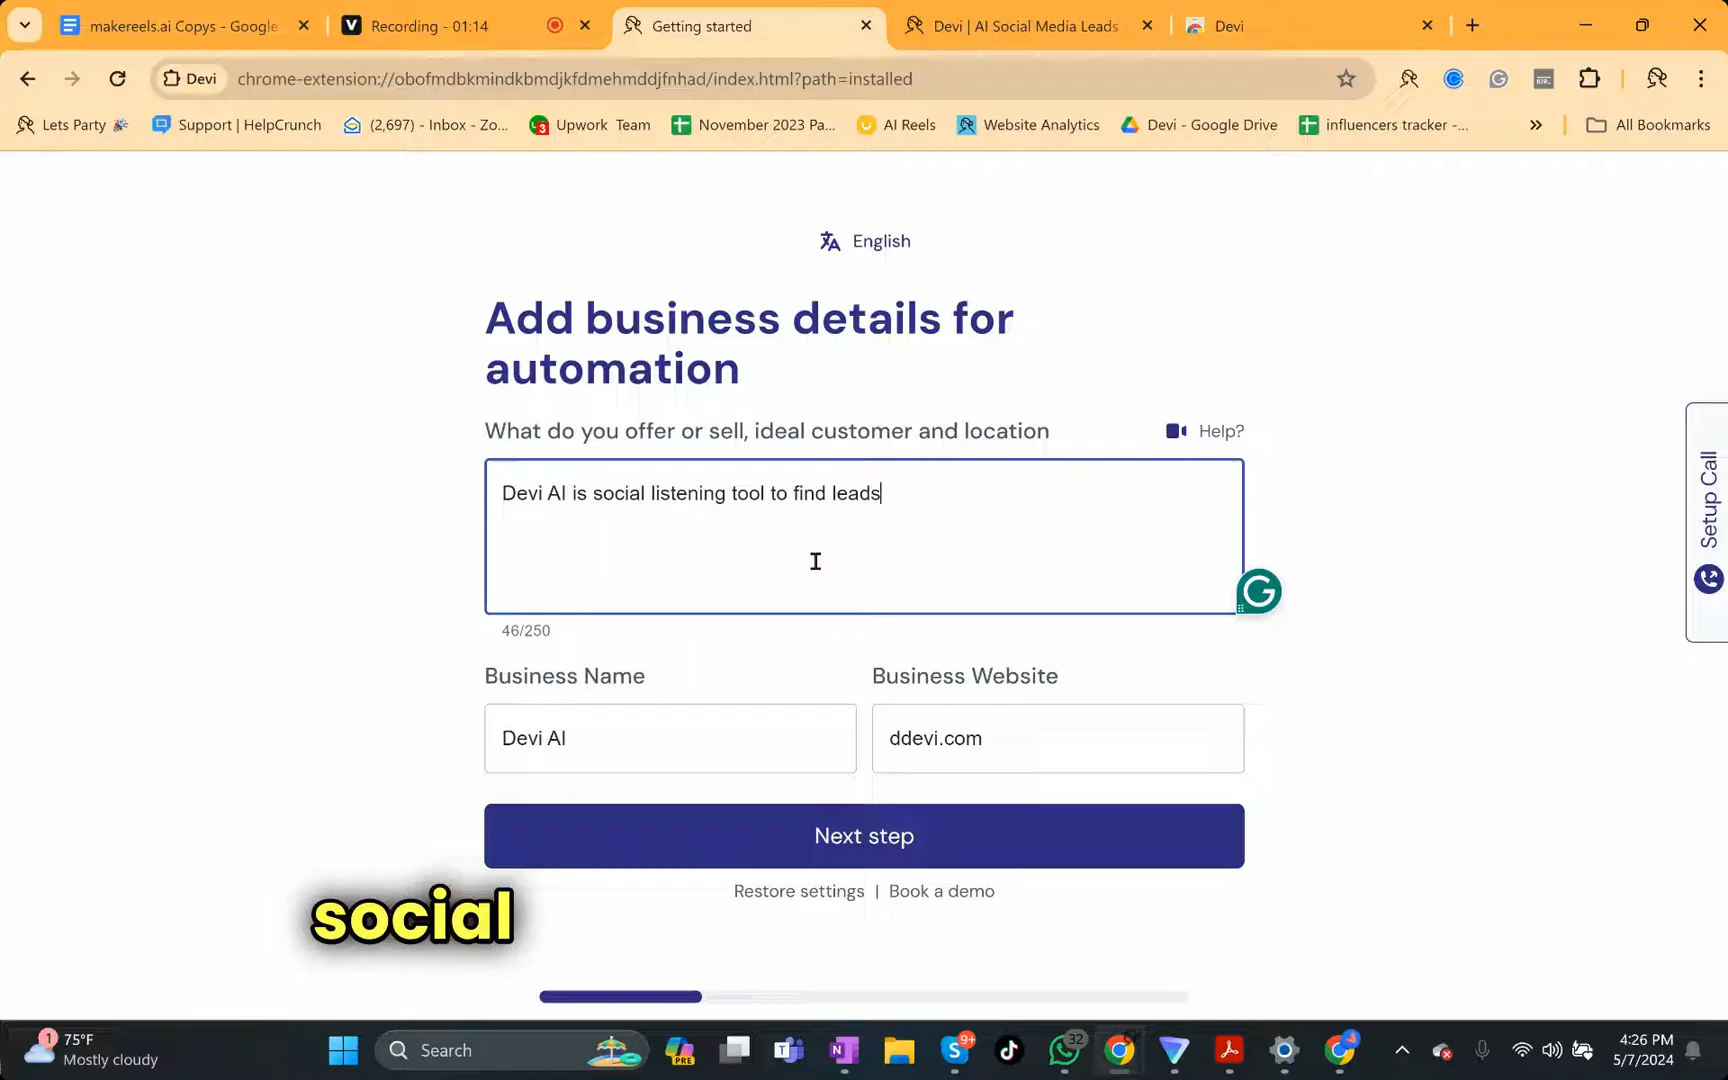 makereels.ai Copys - Google
Recording - 01:14
Getting started
Devi | AI Social Media Leads
Devi
Devi
chrome-extension://obofmdbkmindkbmdjkfdmehmddjfnhad/index.html?path=installed
Lets Party
Support | HelpCrunch
(2,697) - Inbox - Zo...
Upwork Team
November 2023 Pa...
AI Reels
Website Analytics
Devi - Google Drive
influencers tracker -...
All Bookmarks
English
Add business details for
automation
What do you offer or sell, ideal customer and location
Help?
Devi AI is social listening tool to find leads
46/250
Business Name
Business Website
Devi AI
ddevi.com
Next step
Restore settings | Book a demo
Setup Call
social
75°F
Mostly cloudy
Search
PRE
9+
32
4:26 PM
5/7/2024